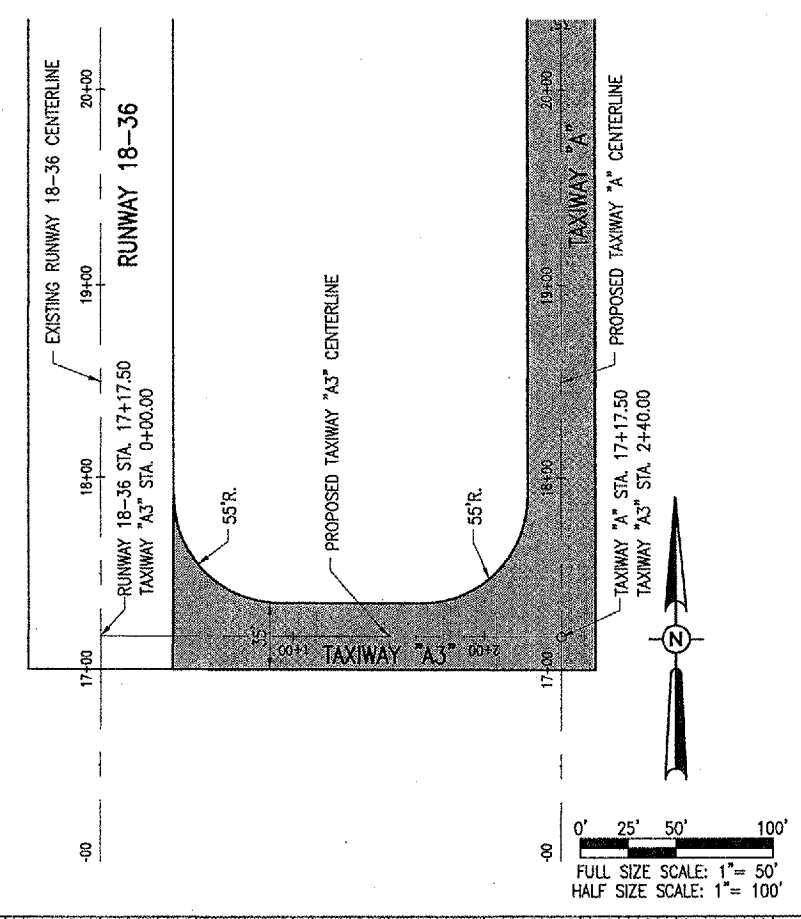 EXISTING RUNWAY 18-36 CENTERLINE
20+00
RUNWAY 18-36
19+00
RUNWAY 18-36 STA. 17+17.50
TAXIWAY "A3" STA. 0+00.00
18+00
17+00
-00
55'R.
PROPOSED TAXIWAY "A3" CENTERLINE
55'R.
35'
1+00
TAXIWAY "A3"
2+00
35'
20+00
TAXIWAY "A"
PROPOSED TAXIWAY "A" CENTERLINE
19+00
18+00
TAXIWAY "A" STA. 17+17.50
TAXIWAY "A3" STA. 2+40.00
17+00
-00
N
0' 25' 50' 100'
FULL SIZE SCALE: 1"= 50'
HALF SIZE SCALE: 1"= 100'